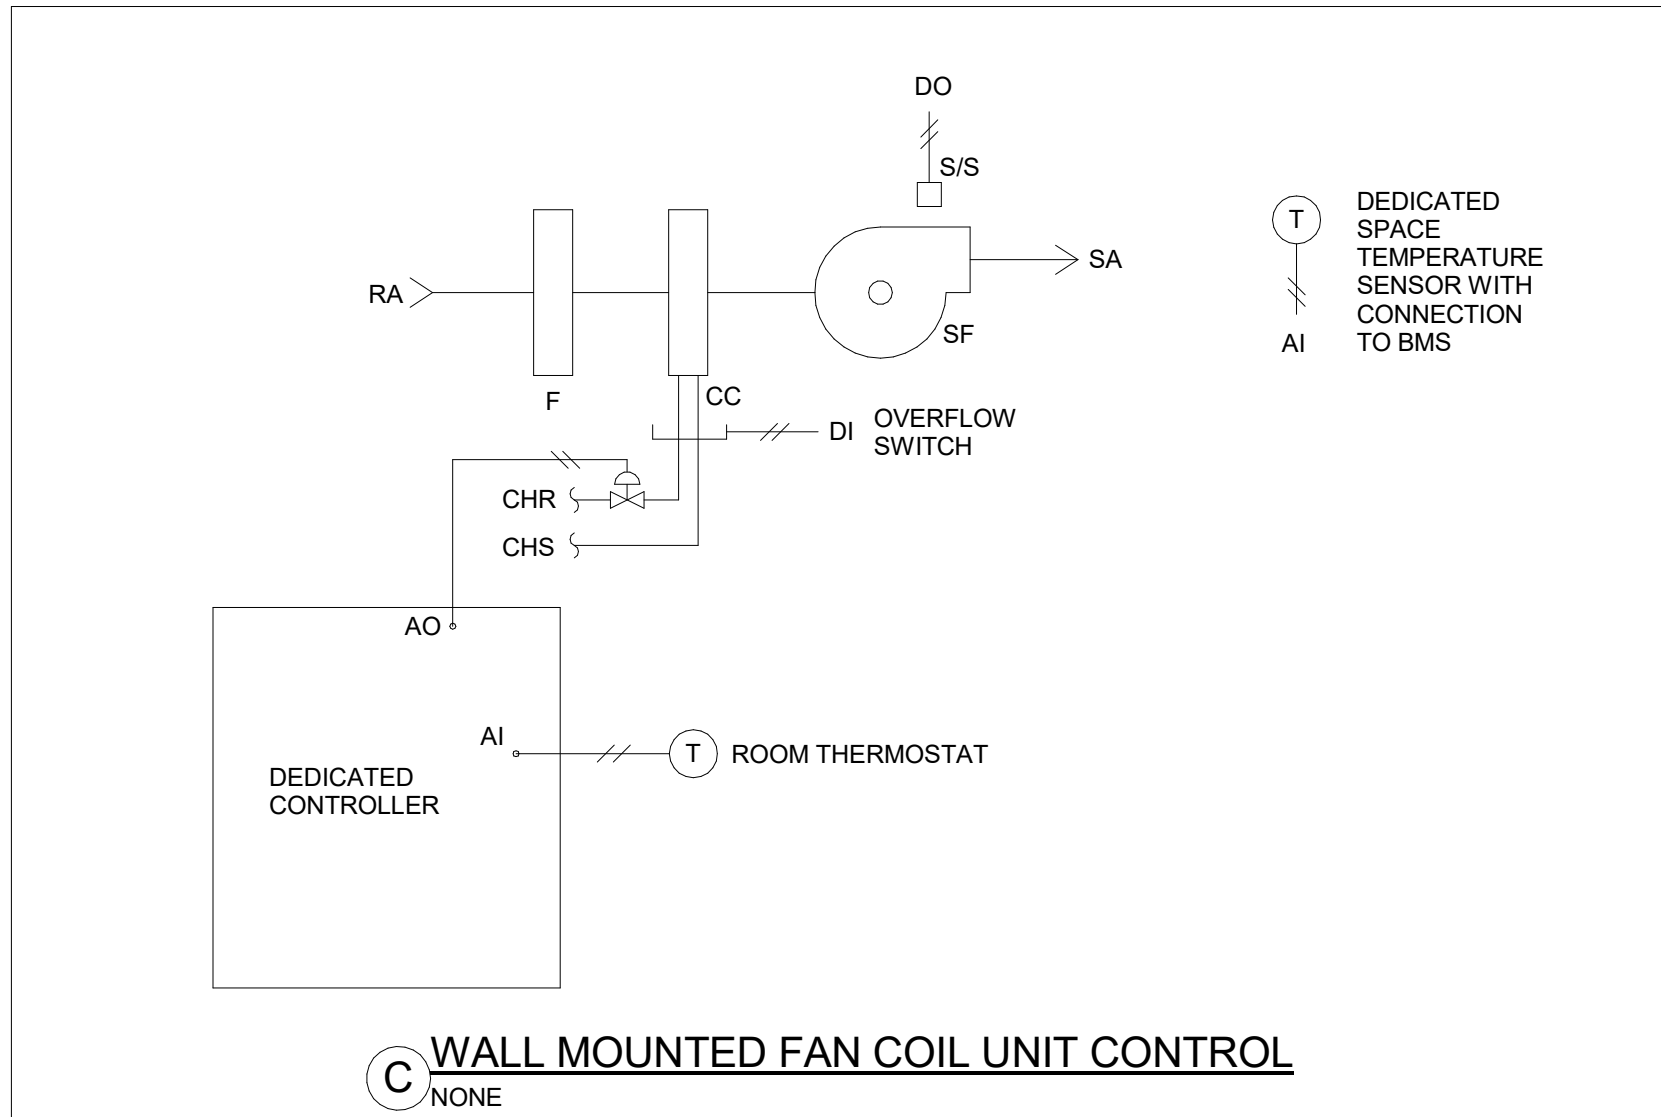 DO
S/S
T
DEDICATED
SPACE
TEMPERATURE
SENSOR WITH
CONNECTION
TO BMS
AI
RA
SA
SF
F
CC
DI
OVERFLOW
SWITCH
CHR
CHS
AO
AI
T
ROOM THERMOSTAT
DEDICATED
CONTROLLER
C
WALL MOUNTED FAN COIL UNIT CONTROL
NONE